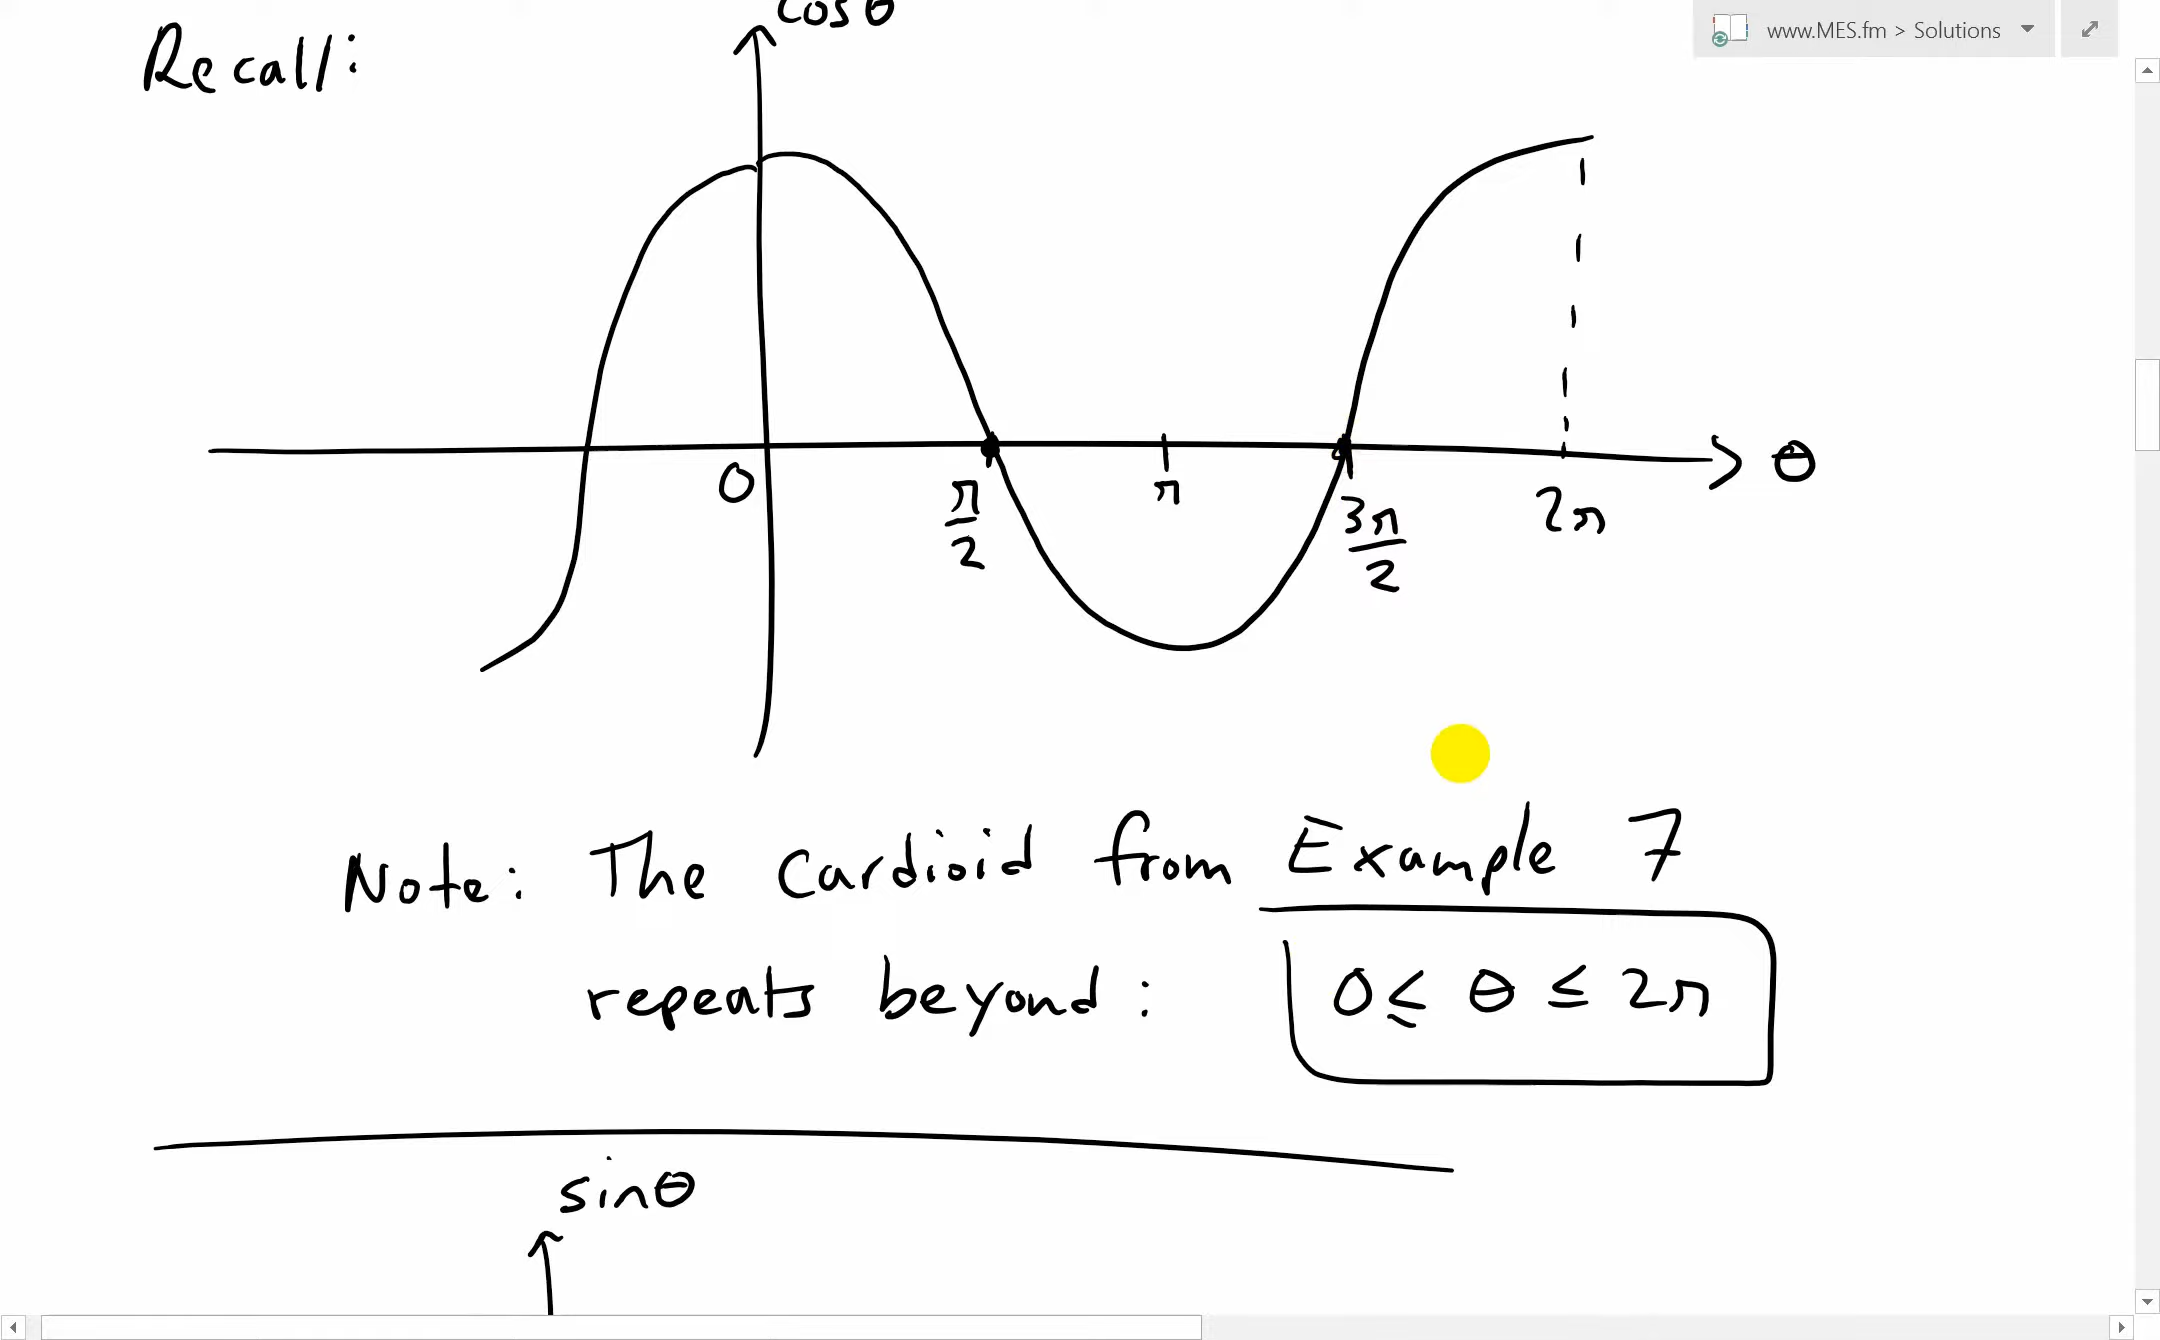 cos θ
www.MES.fm > Solutions
Recall:
θ
0
π/2
π
3π/2
2π
Note: The Cardioid from Example 7
repeats beyond: 0 ≤ θ ≤ 2π
sinθ